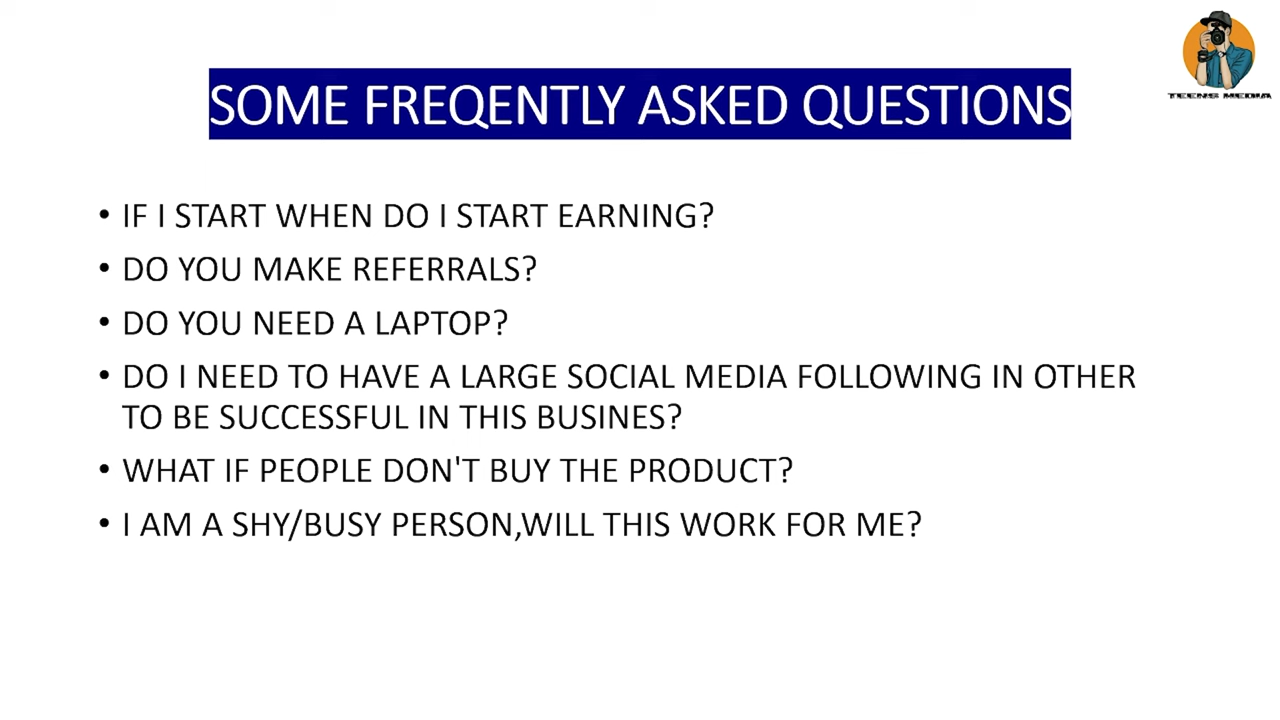 TEENS MEDIA
SOME FREQENTLY ASKED QUESTIONS
• IF I START WHEN DO I START EARNING?
• DO YOU MAKE REFERRALS?
• DO YOU NEED A LAPTOP?
• DO I NEED TO HAVE A LARGE SOCIAL MEDIA FOLLOWING IN OTHER
TO BE SUCCESSFUL IN THIS BUSINES?
• WHAT IF PEOPLE DON'T BUY THE PRODUCT?
• I AM A SHY/BUSY PERSON,WILL THIS WORK FOR ME?